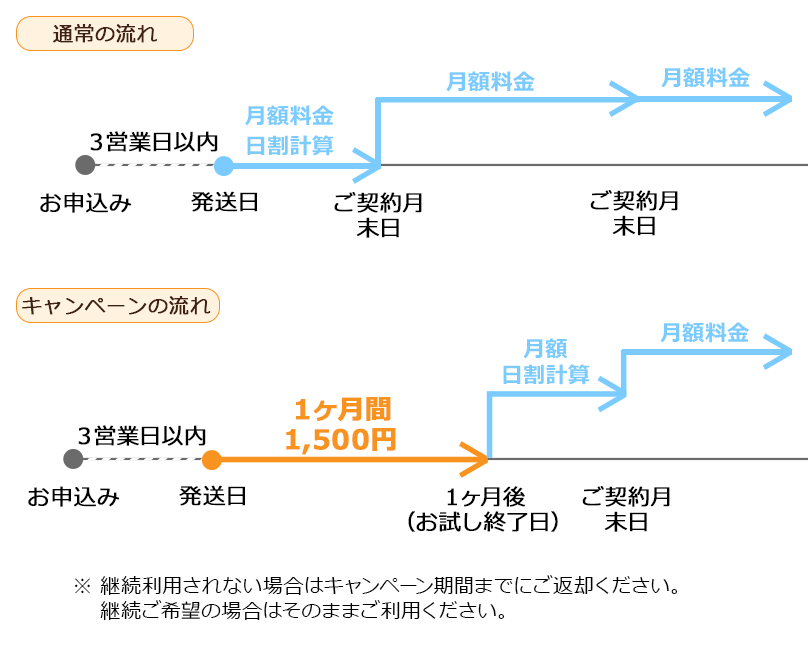 通常の流れ
月額料金
月額料金
月額料金
日割計算
3営業日以内
お申込み
発送日
ご契約月
末日
ご契約月
末日
キャンペーンの流れ
月額料金
月額
日割計算
1ヶ月間
1,500円
3営業日以内
お申込み
発送日
1ヶ月後
（お試し終了日）
ご契約月
末日
※ 継続利用されない場合はキャンペーン期間までにご返却ください。
継続ご希望の場合はそのままご利用ください。